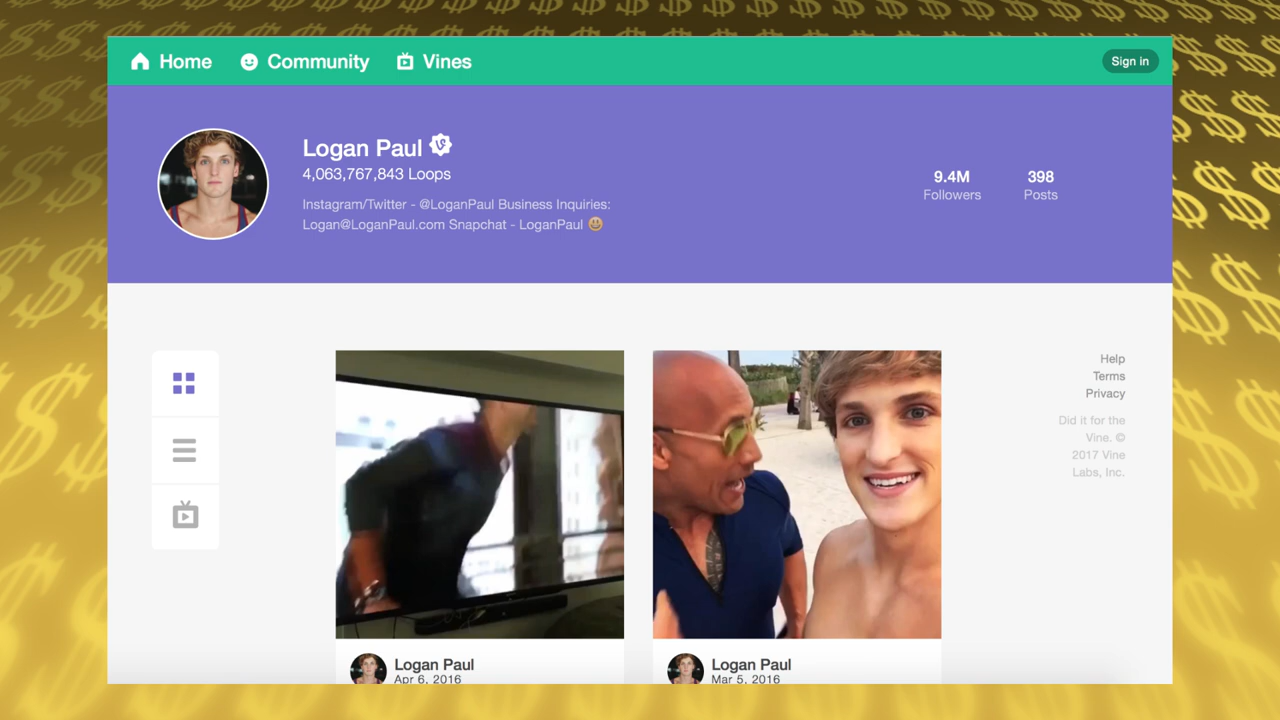 Home Community Vines Sign in
Logan Paul
4,063,767,843 Loops
Instagram/Twitter - @LoganPaul Business Inquiries:
Logan@LoganPaul.com Snapchat - LoganPaul 😃
9.4M
Followers
398
Posts
Help
Terms
Privacy
Did it for the
Vine. ©
2017 Vine
Labs, Inc.
Logan Paul
Apr 6, 2016
Logan Paul
Mar 5, 2016